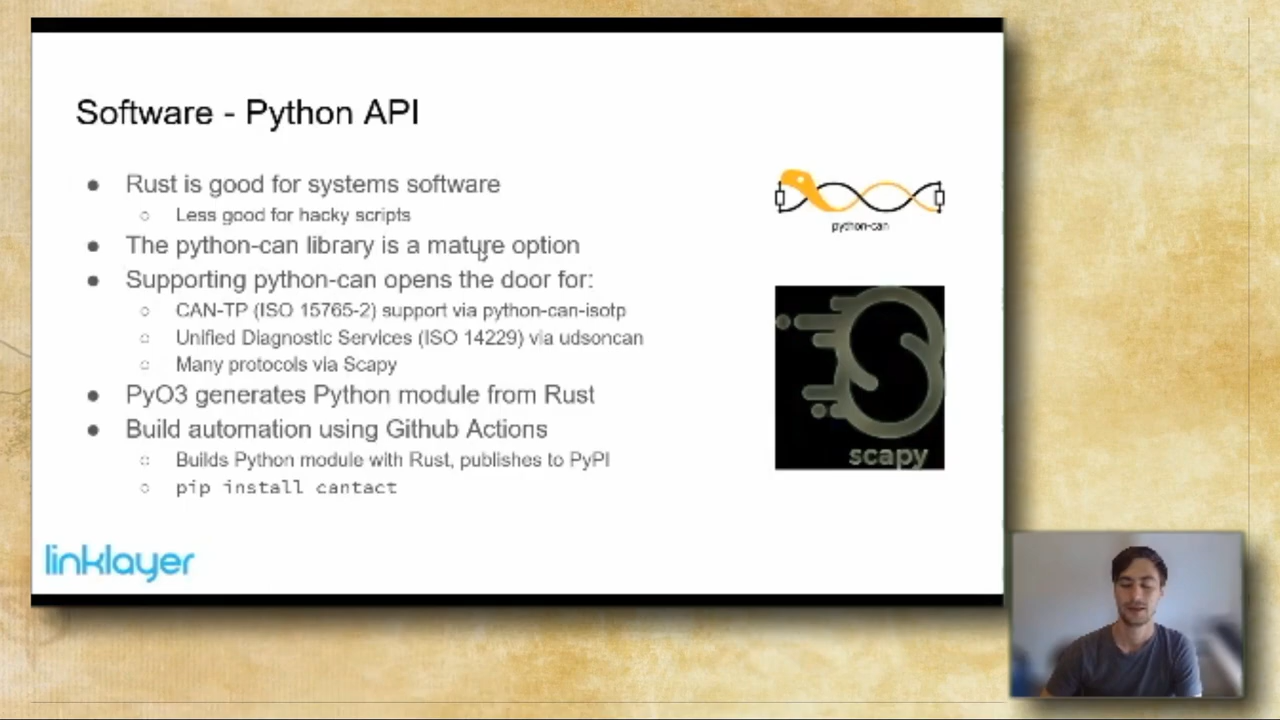 Software - Python API
Rust is good for systems software
Less good for hacky scripts
The python-can library is a mature option
Supporting python-can opens the door for:
CAN-TP (ISO 15765-2) support via python-can-isotp
Unified Diagnostic Services (ISO 14229) via udsoncan
Many protocols via Scapy
PyO3 generates Python module from Rust
Build automation using Github Actions
Builds Python module with Rust, publishes to PyPI
pip install cantact
python-can
scapy
linklayer